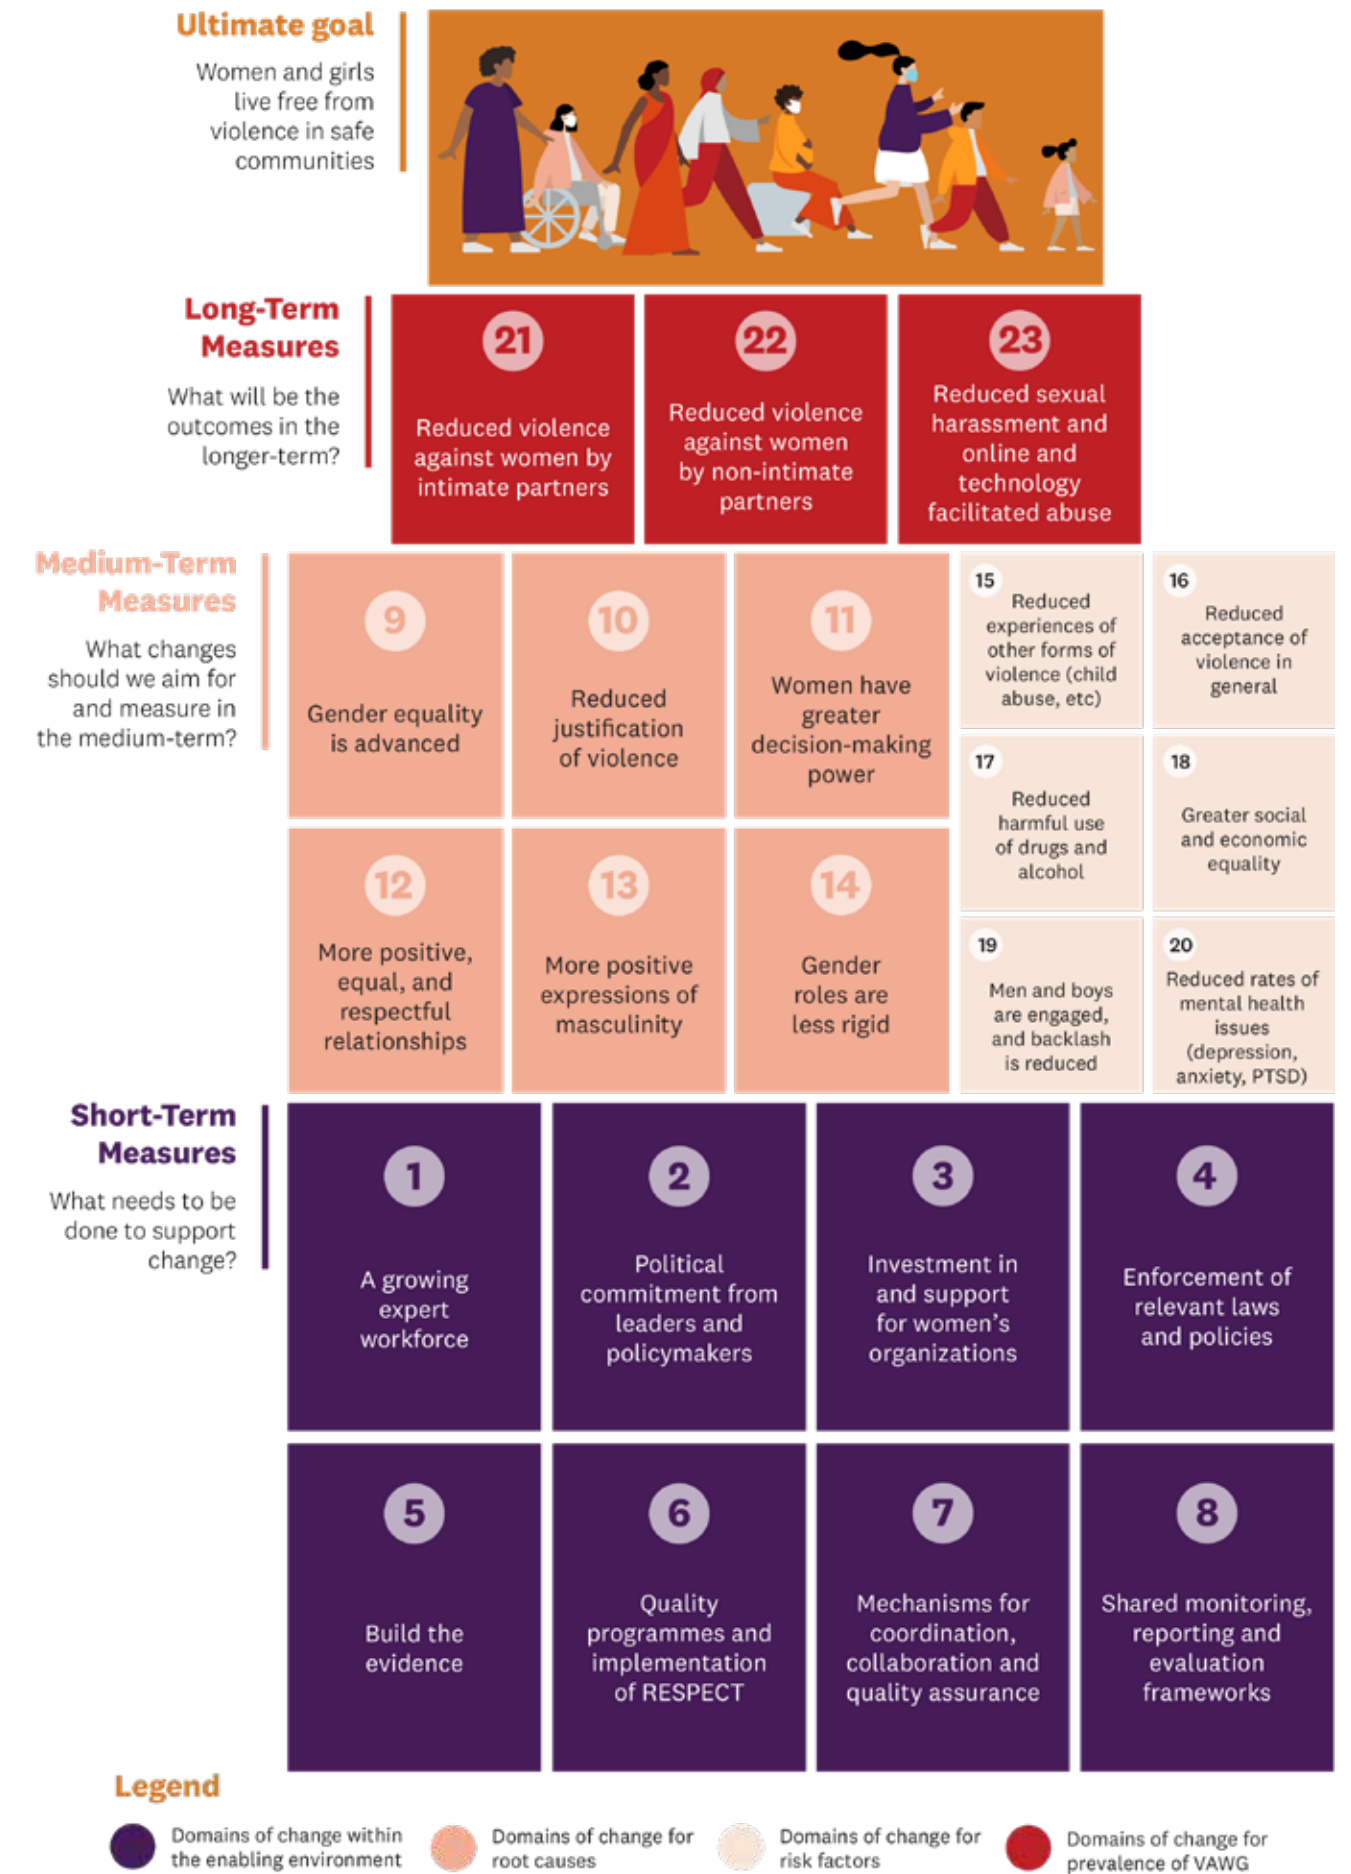 Ultimate goal
Women and girls
live free from
violence in safe
communities
Long-Term
Measures
What will be the
outcomes in the
longer-term?
21
Reduced violence
against women by
intimate partners
22
Reduced violence
against women
by non-intimate
partners
23
Reduced sexual
harassment and
online and
technology
facilitated abuse
Medium-Term
Measures
What changes
should we aim for
and measure in
the medium-term?
9
Gender equality
is advanced
10
Reduced
justification
of violence
11
Women have
greater
decision-making
power
12
More positive,
equal, and
respectful
relationships
13
More positive
expressions of
masculinity
14
Gender
roles are
less rigid
15
Reduced
experiences of
other forms of
violence (child
abuse, etc)
16
Reduced
acceptance of
violence in
general
17
Reduced
harmful use
of drugs and
alcohol
18
Greater social
and economic
equality
19
Men and boys
are engaged,
and backlash
is reduced
20
Reduced rates of
mental health
issues
(depression,
anxiety, PTSD)
Short-Term
Measures
What needs to be
done to support
change?
1
A growing
expert
workforce
2
Political
commitment from
leaders and
policymakers
3
Investment in
and support
for women's
organizations
4
Enforcement of
relevant laws
and policies
5
Build the
evidence
6
Quality
programmes and
implementation
of RESPECT
7
Mechanisms for
coordination,
collaboration and
quality assurance
8
Shared monitoring,
reporting and
evaluation
frameworks
Legend
Domains of change within
the enabling environment
Domains of change for
root causes
Domains of change for
risk factors
Domains of change for
prevalence of VAWG